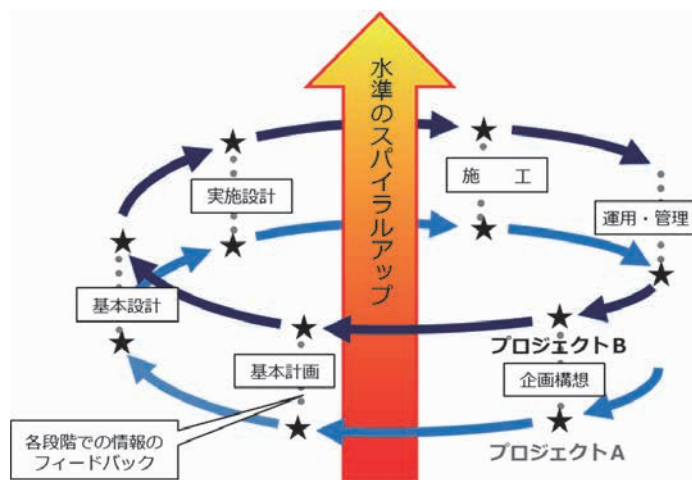 水準のスパイラルアップ
実施設計
施　工
運用・管理
基本設計
プロジェクトB
基本計画
企画構想
各段階での情報の
フィードバック
プロジェクトA